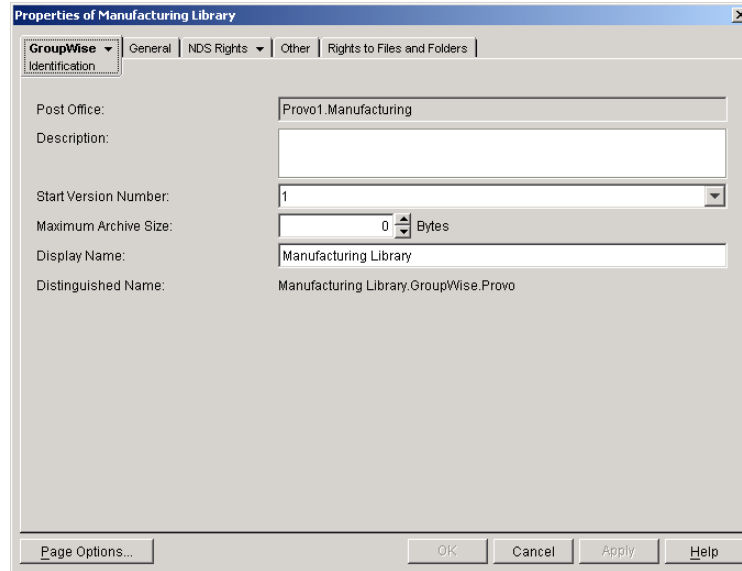 Properties of Manufacturing Library
GroupWise General NDS Rights Other Rights to Files and Folders
Identification
Post Office: Provo1.Manufacturing
Description:
Start Version Number: 1
Maximum Archive Size: 0 Bytes
Display Name: Manufacturing Library
Distinguished Name: Manufacturing Library.GroupWise.Provo
Page Options... OK Cancel Apply Help